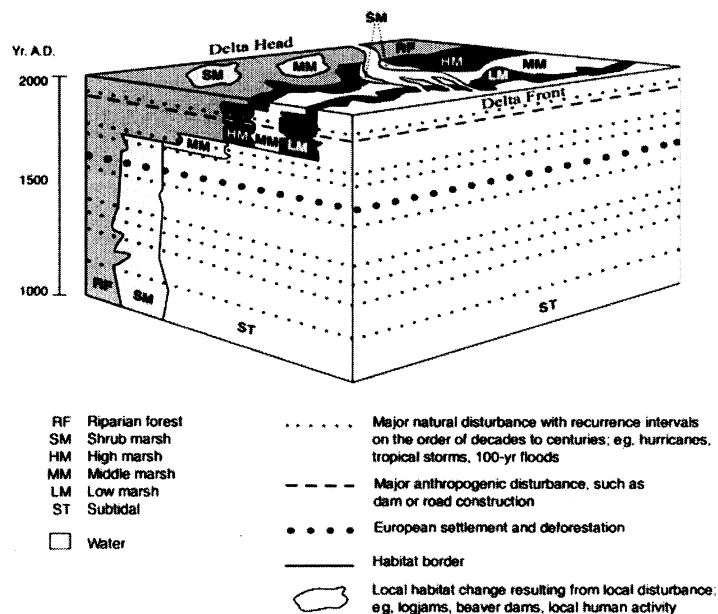 SM
Yr. A.D.
Delta Head
RF
2000
SM
MM
HM
MM
LM
Delta Front
HM
MM
LM
MM
1500
1000
RF
SM
ST
ST
RF Riparian forest
SM Shrub marsh
HM High marsh
MM Middle marsh
LM Low marsh
ST Subtidal
Water
Major natural disturbance with recurrence intervals
on the order of decades to centuries; eg, hurricanes,
tropical storms, 100-yr floods
Major anthropogenic disturbance, such as
dam or road construction
European settlement and deforestation
Habitat border
Local habitat change resulting from local disturbance;
eg, logjams, beaver dams, local human activity